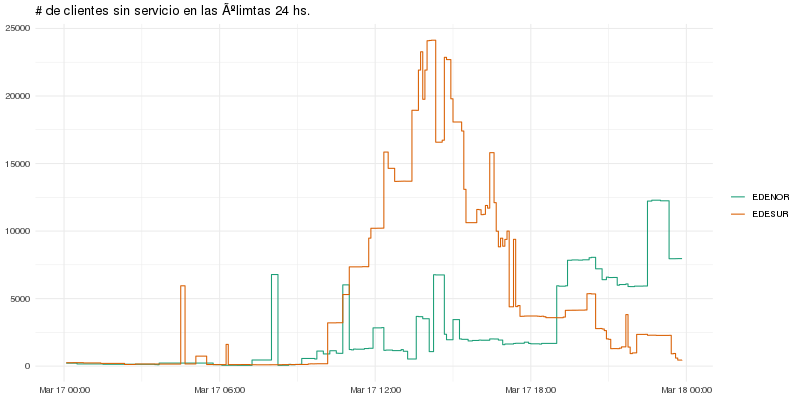 # de clientes sin servicio en las Ãºlimtas 24 hs.
25000
20000
15000
10000
5000
0
Mar 17 00:00
Mar 17 06:00
Mar 17 12:00
Mar 17 18:00
Mar 18 00:00
EDENOR
EDESUR